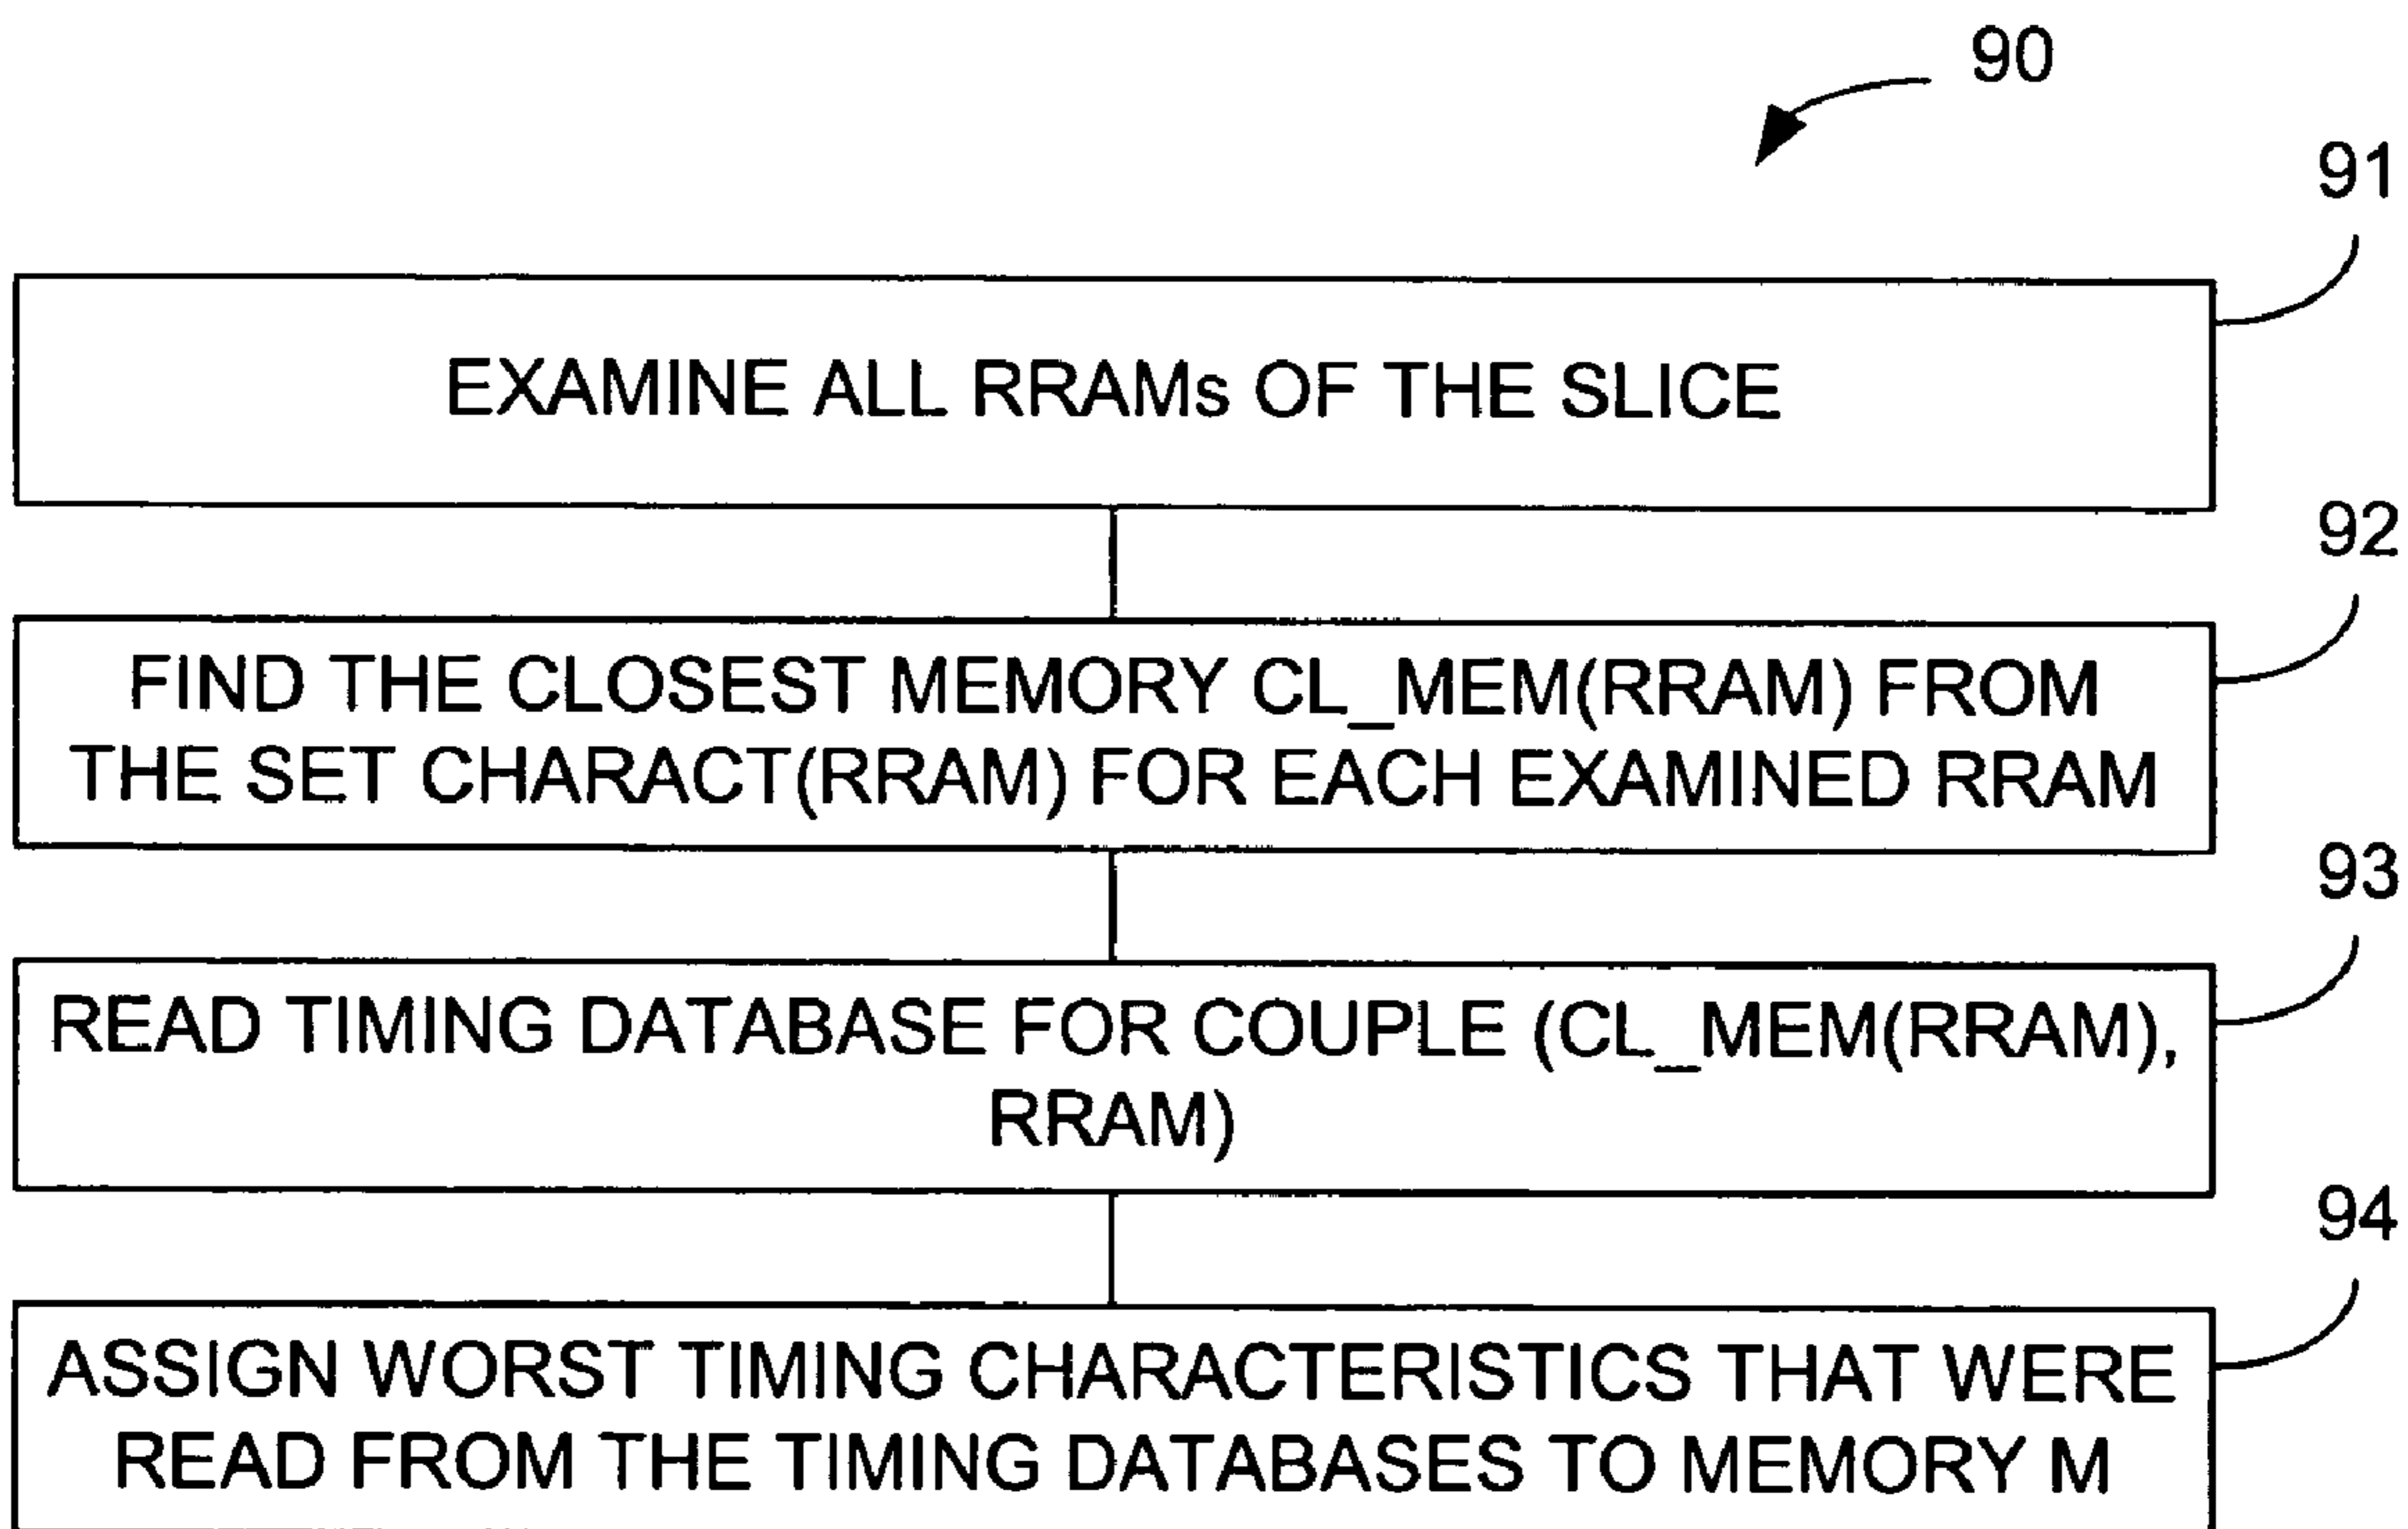 90
91
EXAMINE ALL RRAMs OF THE SLICE
92
FIND THE CLOSEST MEMORY CL_MEM(RRAM) FROM
THE SET CHARACT(RRAM) FOR EACH EXAMINED RRAM
93
READ TIMING DATABASE FOR COUPLE (CL_MEM(RRAM),
RRAM)
94
ASSIGN WORST TIMING CHARACTERISTICS THAT WERE
READ FROM THE TIMING DATABASES TO MEMORY M